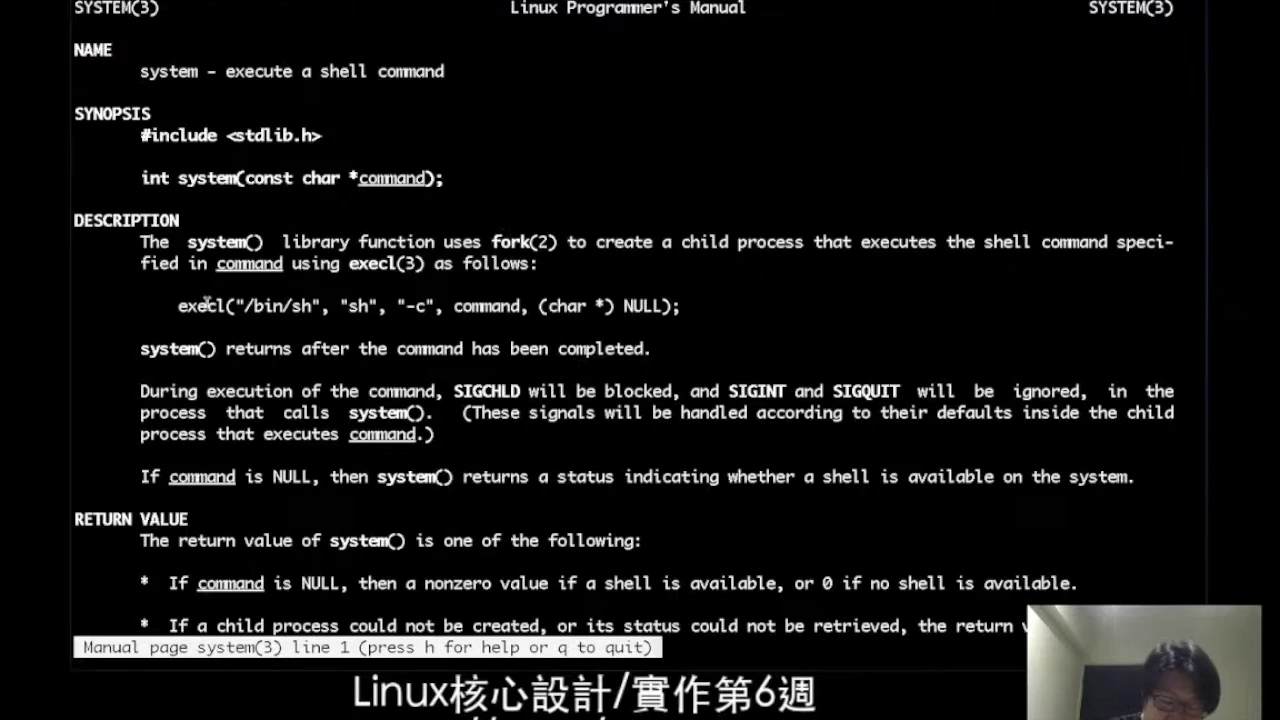 SYSTEM(3) Linux Programmer's Manual SYSTEM(3)
NAME
system - execute a shell command
SYNOPSIS
#include <stdlib.h>
int system(const char *command);
DESCRIPTION
The system() library function uses fork(2) to create a child process that executes the shell command speci-
fied in command using execl(3) as follows:
execl("/bin/sh", "sh", "-c", command, (char *) NULL);
system() returns after the command has been completed.
During execution of the command, SIGCHLD will be blocked, and SIGINT and SIGQUIT will be ignored, in the
process that calls system(). (These signals will be handled according to their defaults inside the child
process that executes command.)
If command is NULL, then system() returns a status indicating whether a shell is available on the system.
RETURN VALUE
The return value of system() is one of the following:
* If command is NULL, then a nonzero value if a shell is available, or 0 if no shell is available.
* If a child process could not be created, or its status could not be retrieved, the return
Manual page system(3) line 1 (press h for help or q to quit)
Linux核心設計/實作第6週